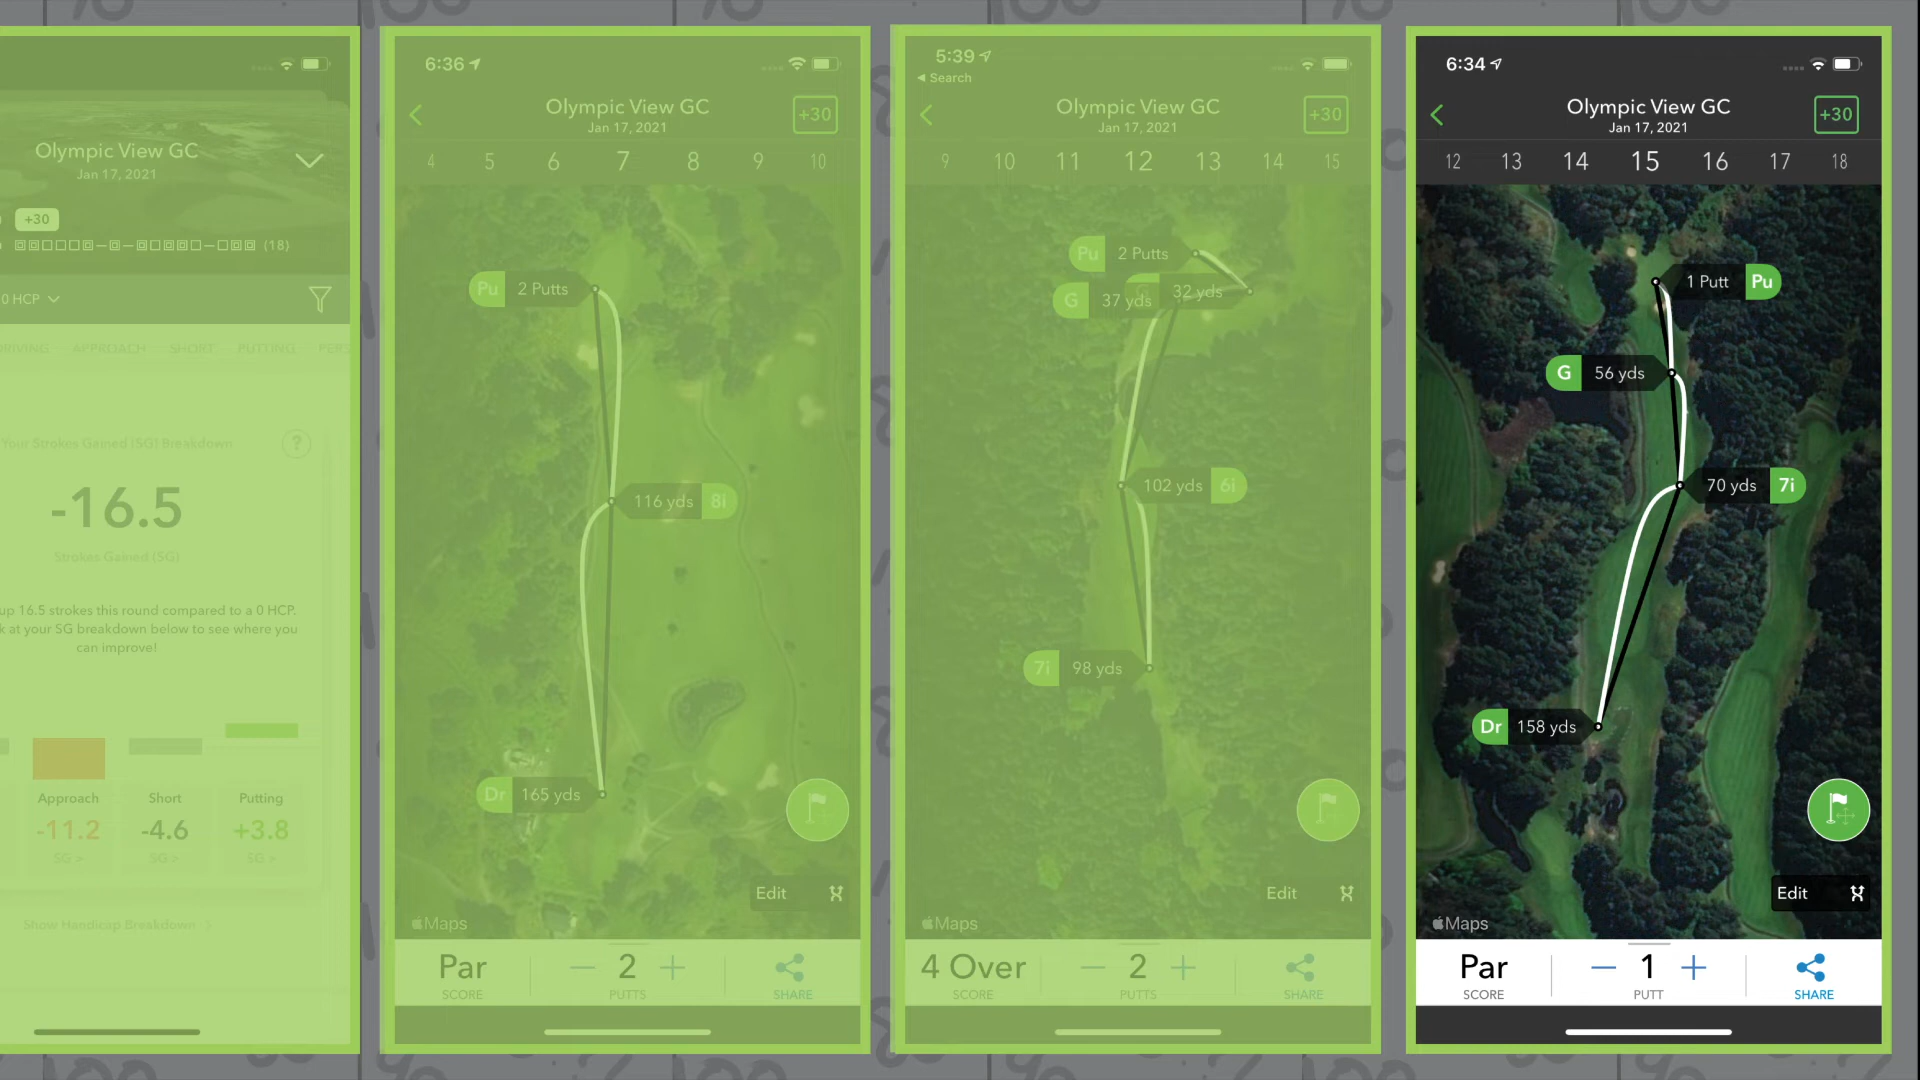 Olympic View GC
Jan 17, 2021
+30
(18)
0 HCP
DRIVING APPROACH SHORT PUTTING
Your Strokes Gained (SG) Breakdown ?
-16.5
Strokes Gained (SG)
up 16.5 strokes this round compared to a 0 HCP.
k at your SG breakdown below to see where you
can improve!
Approach Short Putting
-11.2 -4.6 +3.8
SG > SG > SG >
Show Handicap Breakdown >
6:36
Olympic View GC
Jan 17, 2021
+30
4 5 6 7 8 9 10
Pu 2 Putts
116 yds 8i
Dr 165 yds
Edit
Maps
Par
SCORE
2
PUTTS
SHARE
5:39
Search
Olympic View GC
Jan 17, 2021
+30
9 10 11 12 13 14 15
Pu 2 Putts
G 32 yds
G 37 yds
102 yds 6i
7i 98 yds
Edit
Maps
4 Over
SCORE
2
PUTTS
SHARE
6:34
Olympic View GC
Jan 17, 2021
+30
12 13 14 15 16 17 18
1 Putt Pu
G 56 yds
70 yds 7i
Dr 158 yds
Edit
Maps
Par
SCORE
1
PUTT
SHARE